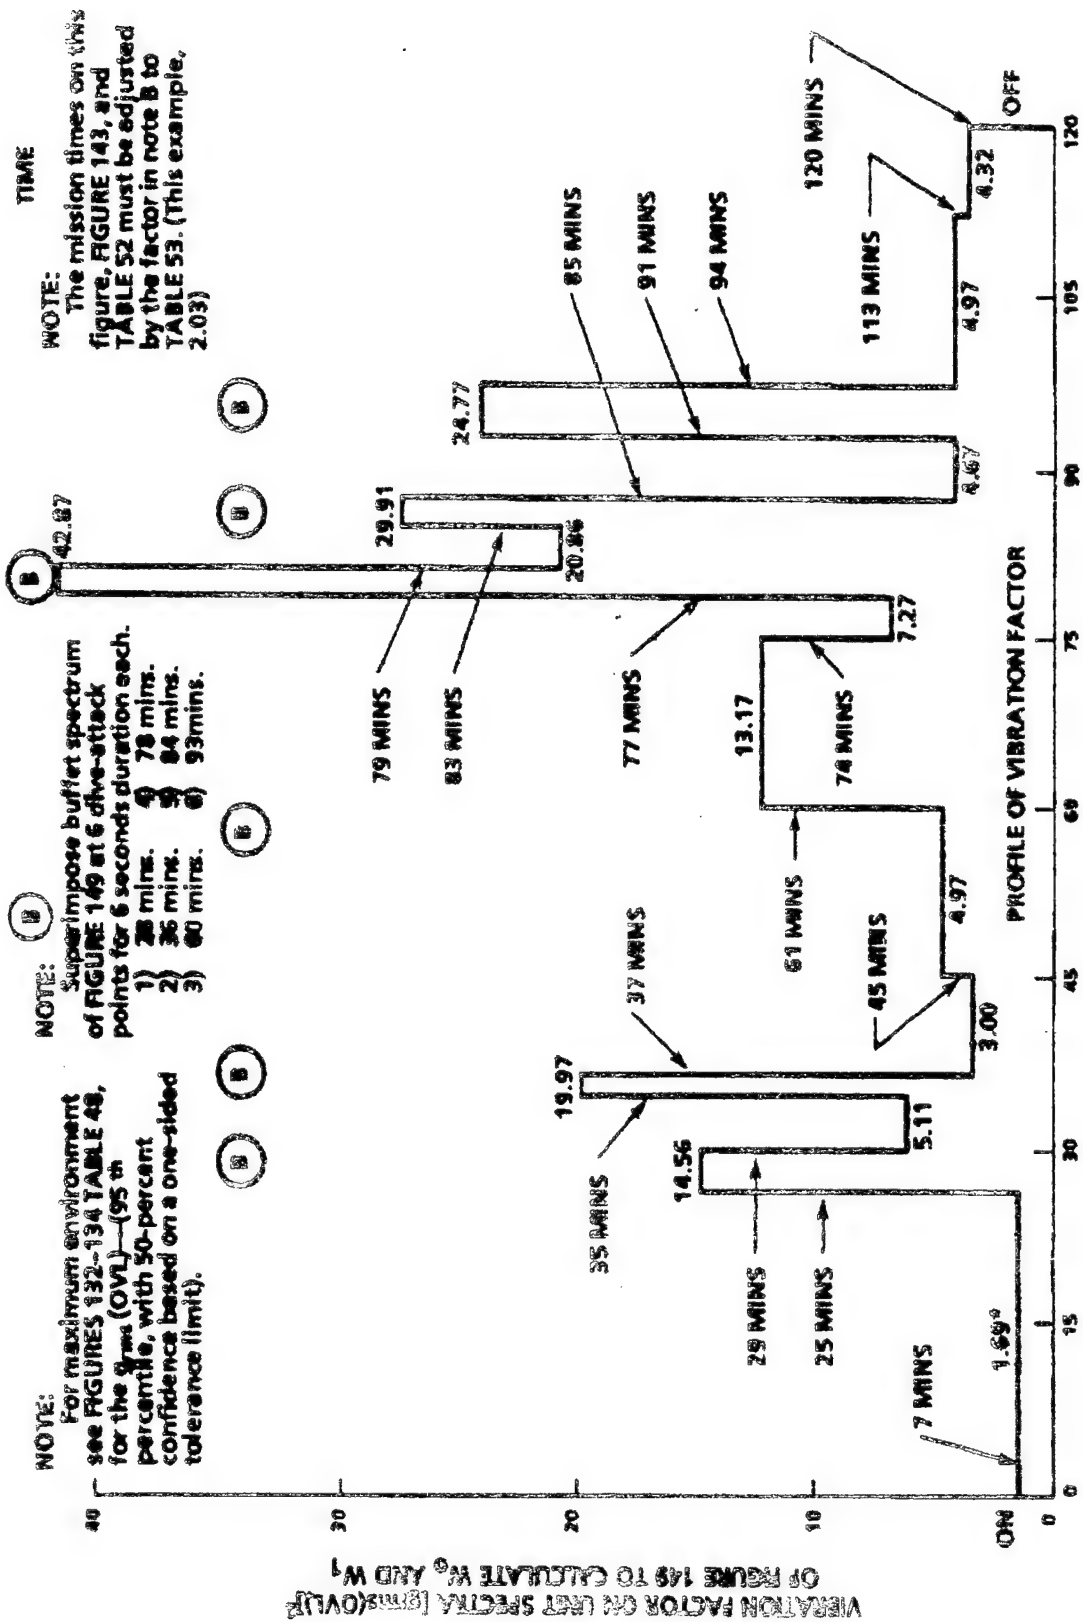 NOTE:
For maximum environment
see FIGURES 132-134 TABLE 48,
for the grms (OVL)—(95 th
percentile, with 50-percent
confidence based on a one-sided
tolerance limit).
NOTE: B
Superimpose buffet spectrum
of FIGURE 149 at 6 dive-attack
points for 6 seconds duration each.
1) 28 mins. 4) 78 mins.
2) 36 mins. 5) 84 mins.
3) 60 mins. 6) 93mins.
TIME
NOTE:
The mission times on this
figure, FIGURE 143, and
TABLE 52 must be adjusted
by the factor in note B to
TABLE 53. (This example,
2.03)
B
B
B
B
B
B
VIBRATION FACTOR ON UNIT SPECTRA [grms(OVL)]²
OF FIGURE 149 TO CALCULATE W₀ AND W₁
40
30
20
10
0
ON
7 MINS
1.69*
25 MINS
29 MINS
14.56
35 MINS
5.11
19.97
37 MINS
3.00
45 MINS
4.97
61 MINS
13.17
74 MINS
7.27
77 MINS
42.87
79 MINS
20.86
83 MINS
29.91
85 MINS
4.67
91 MINS
24.77
94 MINS
4.97
113 MINS
4.32
120 MINS
OFF
0
15
30
45
60
75
90
105
120
PROFILE OF VIBRATION FACTOR